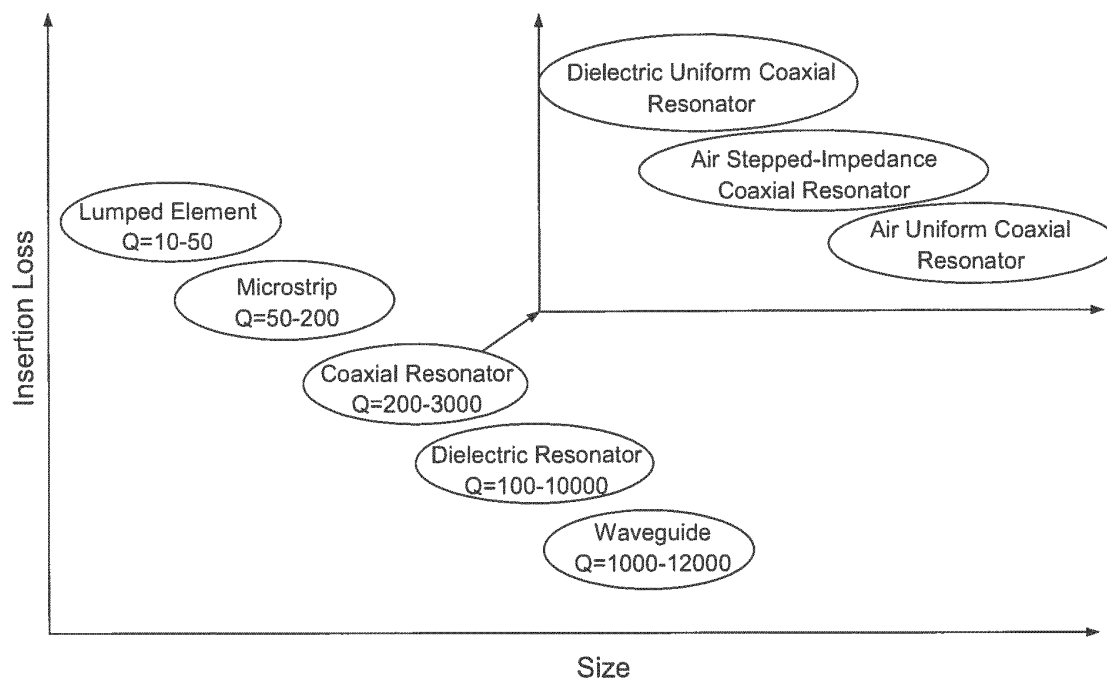 Dielectric Uniform Coaxial
Resonator
Air Stepped-Impedance
Coaxial Resonator
Air Uniform Coaxial
Resonator
Lumped Element
Q=10-50
Microstrip
Q=50-200
Coaxial Resonator
Q=200-3000
Dielectric Resonator
Q=100-10000
Waveguide
Q=1000-12000
Insertion Loss
Size